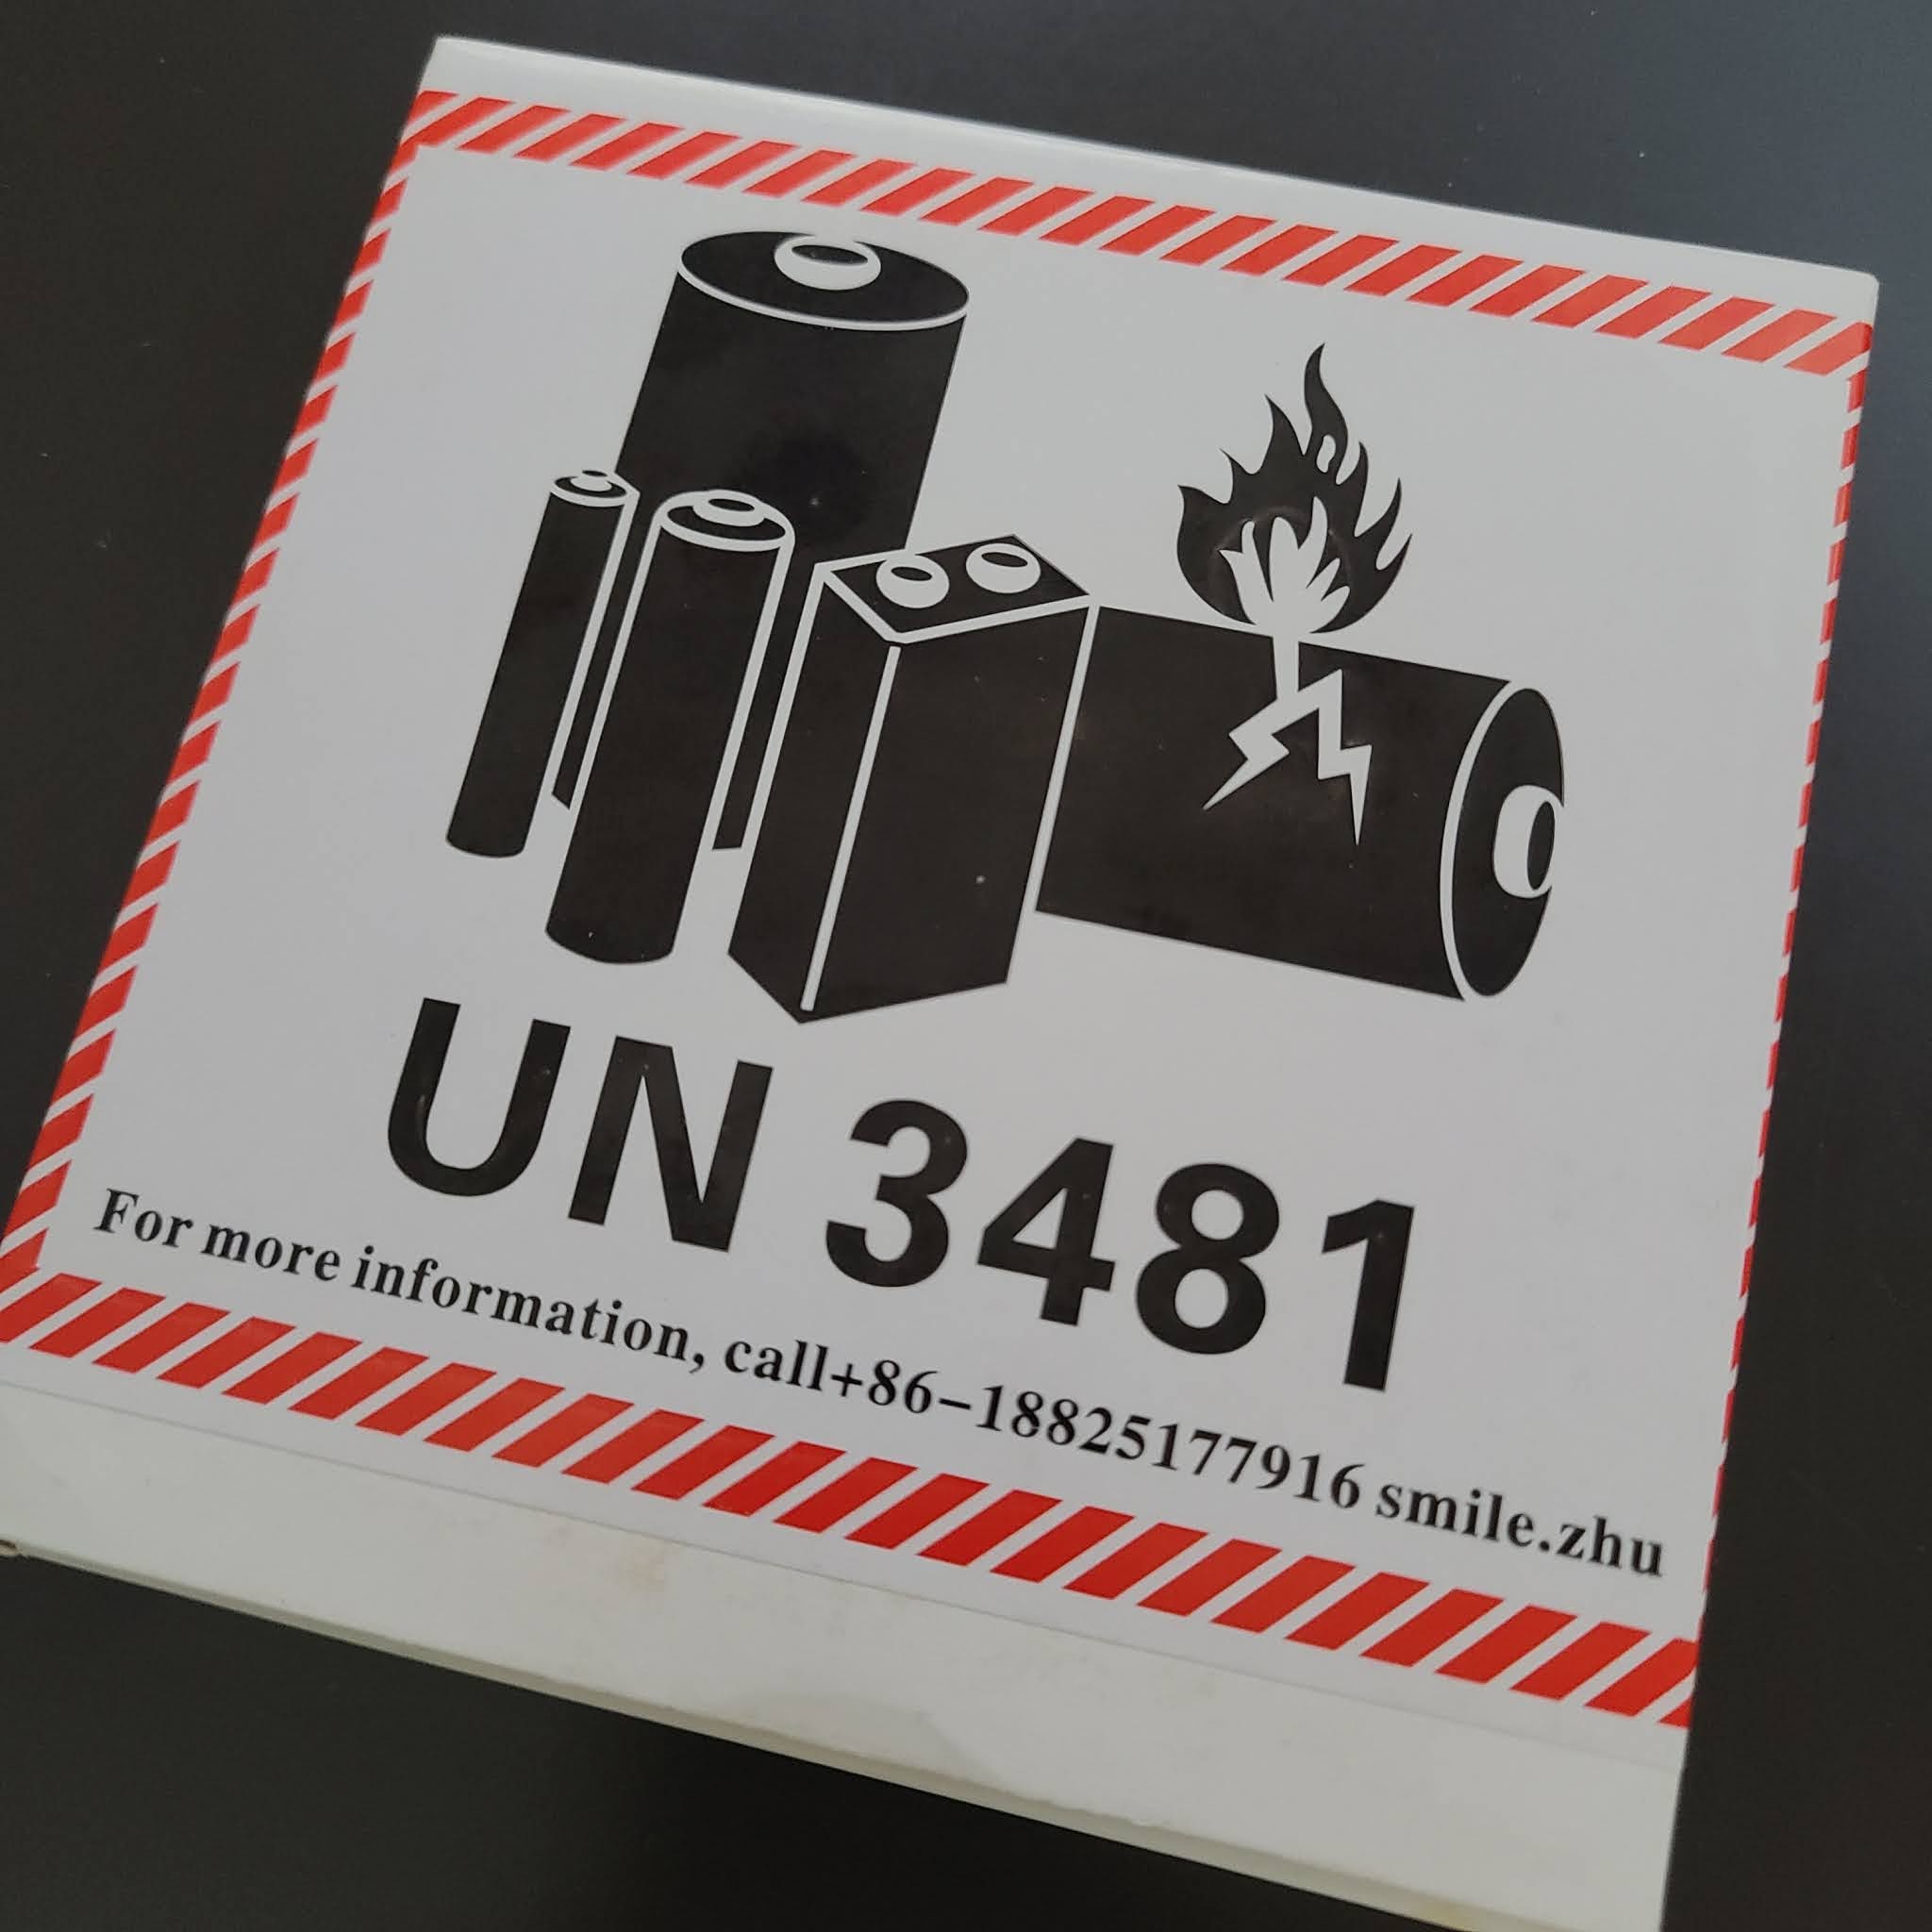 UN 3481
For more information, call+86-18825177916 smile.zhu